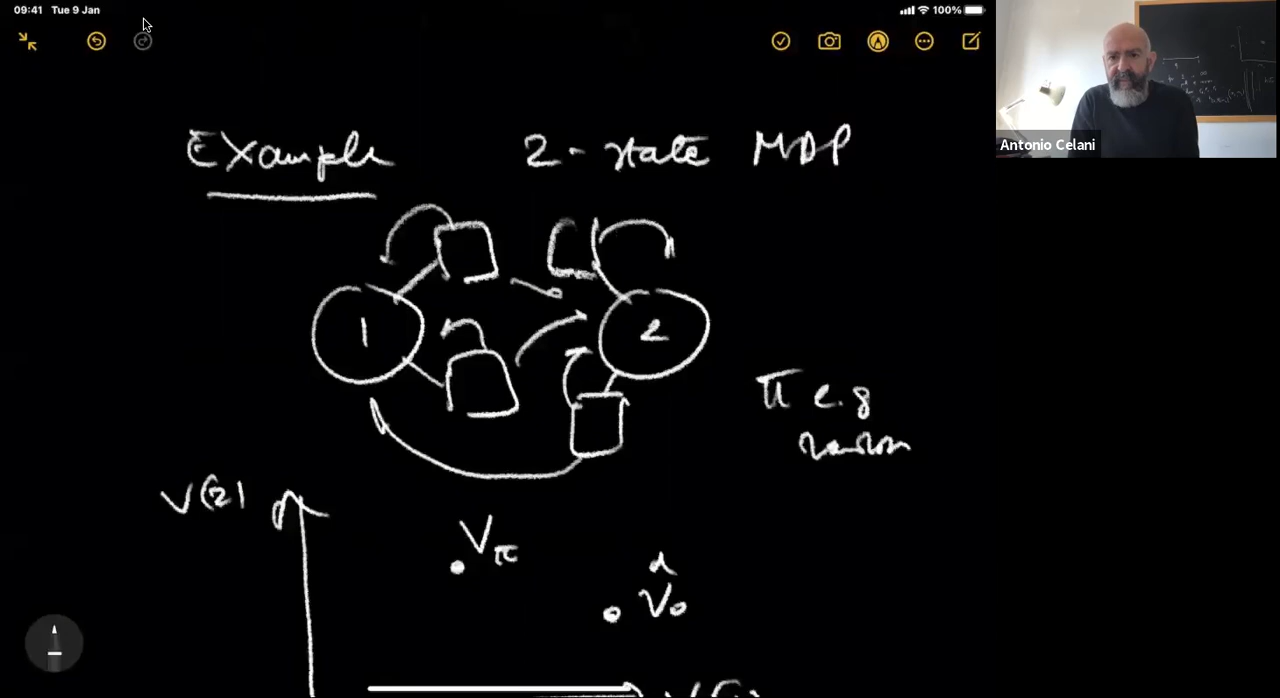 09:41 Tue 9 Jan
100%
Antonio Celani
Example 2-state MDP
1
2
π e.g
random
V(2)
Vπ
V̂0